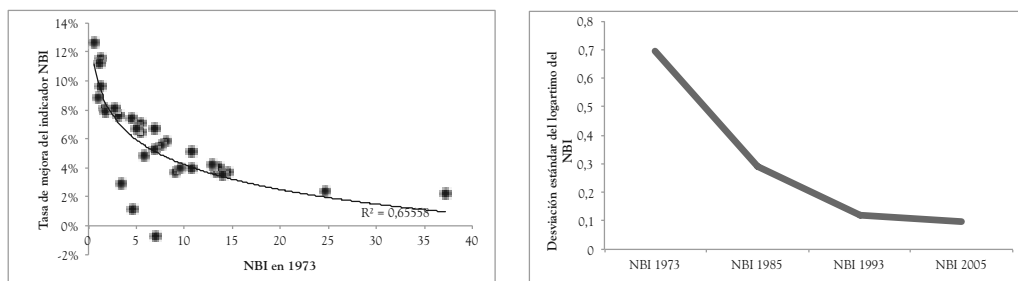 14%
12%
10%
8%
6%
4%
2%
0%
-2%
Tasa de mejora del indicador NBI
R² = 0,65558
0 5 10 15 20 25 30 35 40
NBI en 1973
0,8
0,7
0,6
0,5
0,4
0,3
0,2
0,1
0
Desviación estándar del logartimo del
NBI
NBI 1973 NBI 1985 NBI 1993 NBI 2005